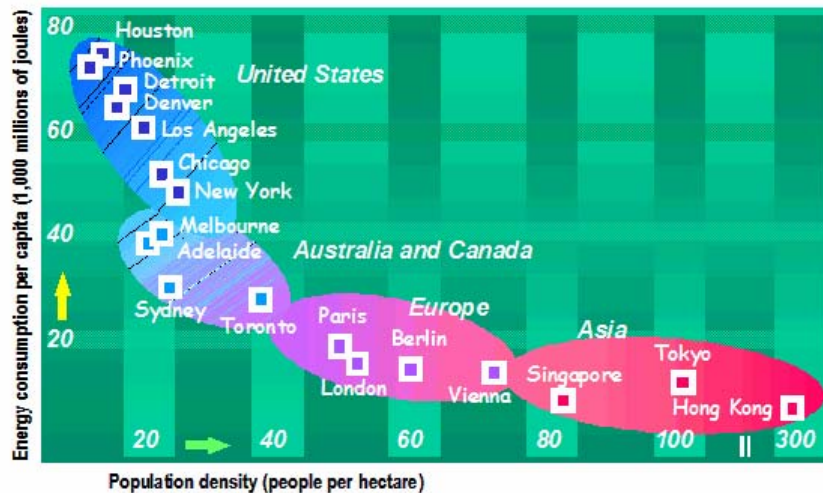 Energy consumption per capita (1,000 millions of joules)
80
60
40
20
Houston
Phoenix
Detroit
Denver
United States
Los Angeles
Chicago
New York
Melbourne
Adelaide
Australia and Canada
Sydney
Toronto
Paris
Europe
Berlin
London
Vienna
Asia
Singapore
Tokyo
Hong Kong
20 40 60 80 100 300
Population density (people per hectare)